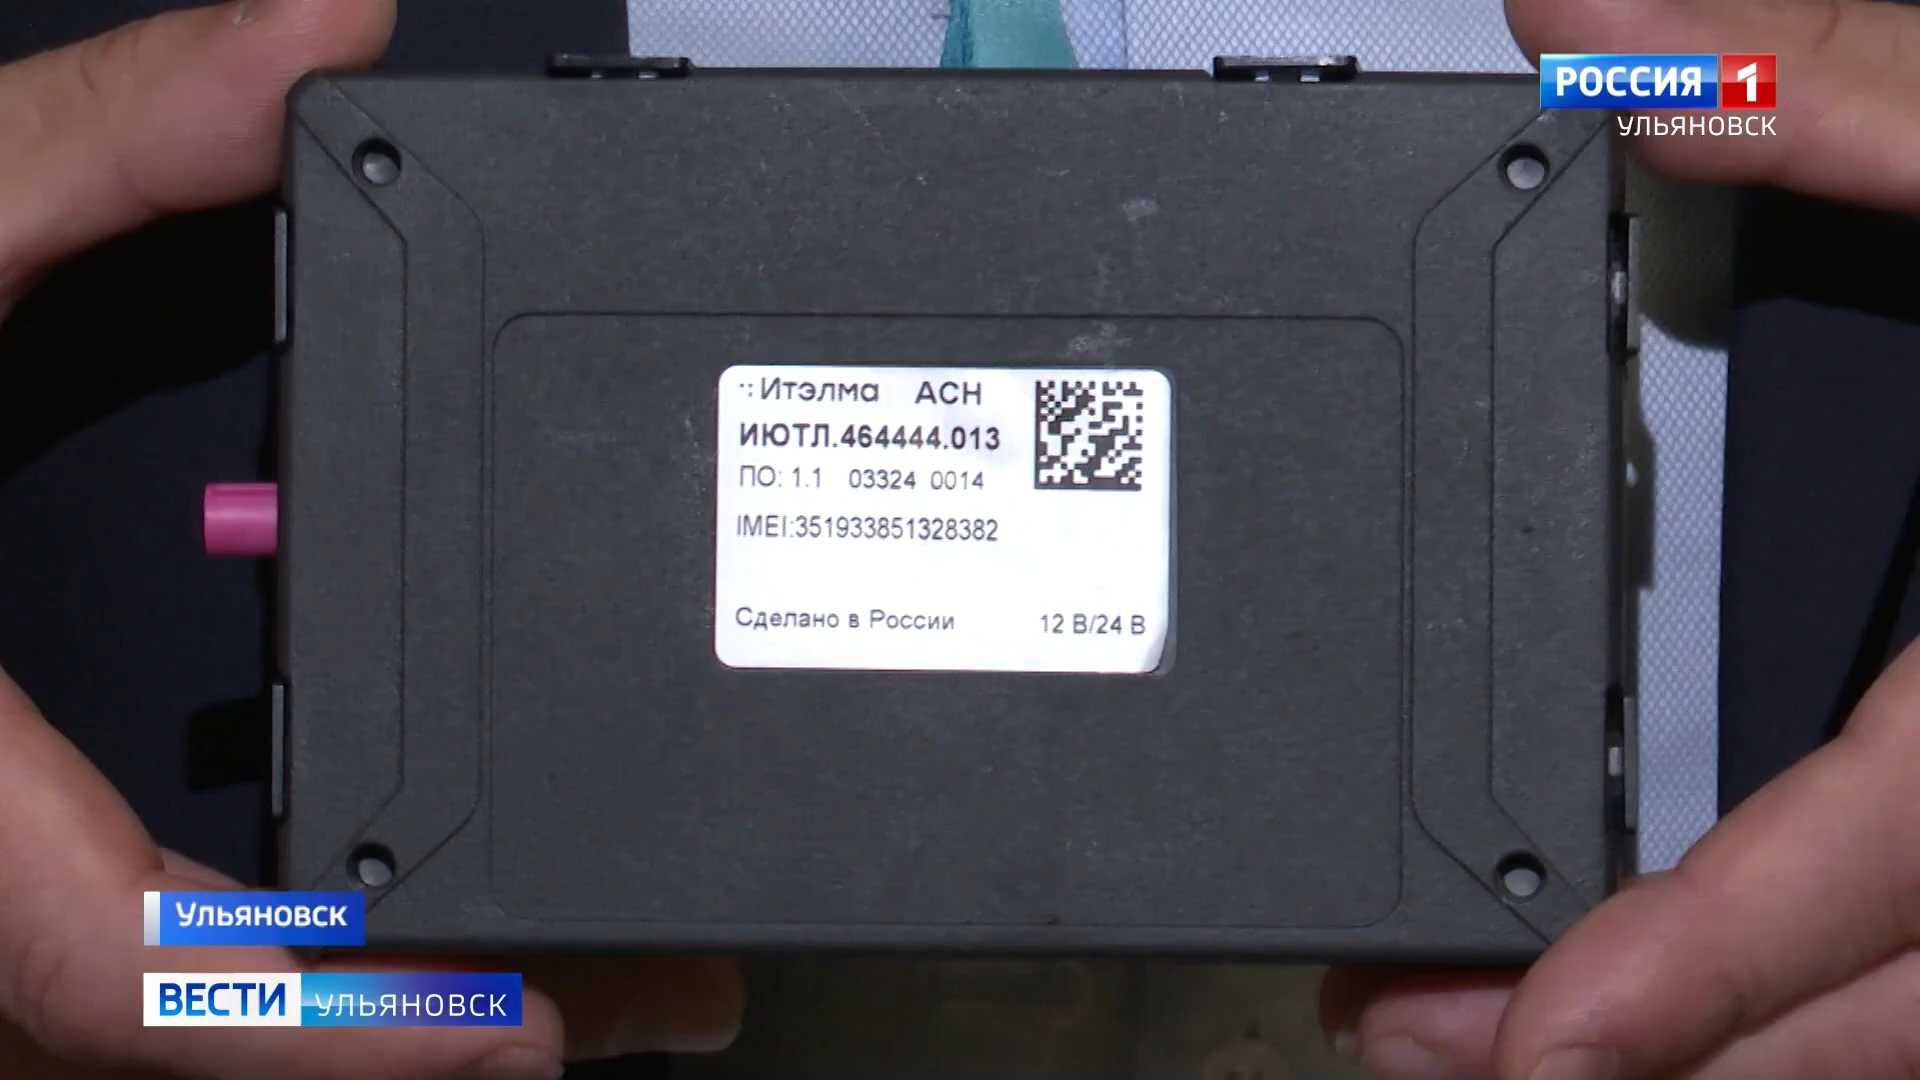 РОССИЯ 1
УЛЬЯНОВСК
Итэлма АСН
ИЮТЛ.464444.013
ПО: 1.1 03324 0014
IMEI:351933851328382
Сделано в России 12 В/24 В
Ульяновск
ВЕСТИ УЛЬЯНОВСК